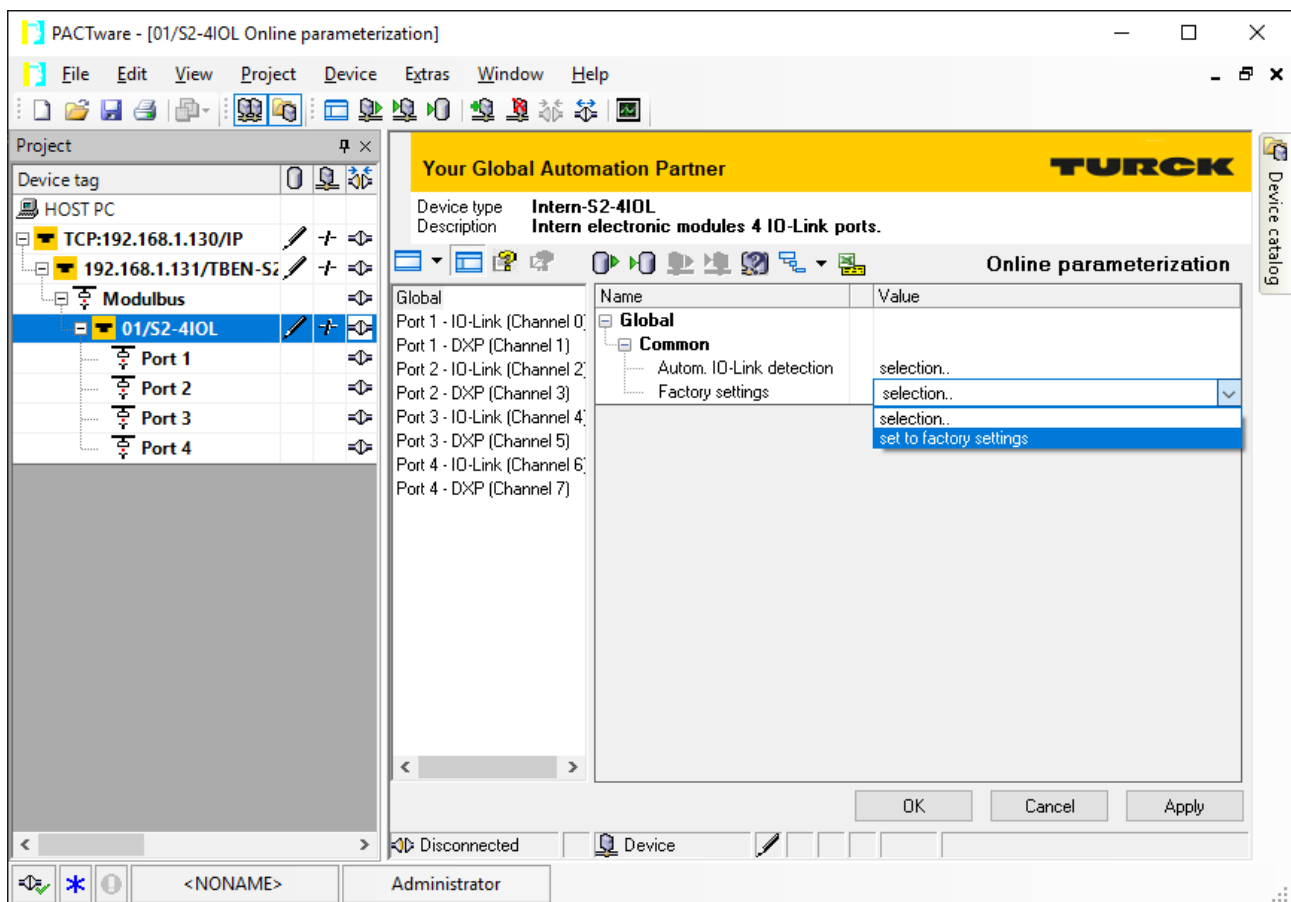 PACTware - [01/S2-4IOL Online parameterization]
File Edit View Project Device Extras Window Help
Project
Device tag
HOST PC
TCP:192.168.1.130/IP
192.168.1.131/TBEN-S2
Modulbus
01/S2-4IOL
Port 1
Port 2
Port 3
Port 4
Your Global Automation Partner
TURCK
Device type Intern-S2-4IOL
Description Intern electronic modules 4 IO-Link ports.
Online parameterization
Global
Port 1 - IO-Link (Channel 0)
Port 1 - DXP (Channel 1)
Port 2 - IO-Link (Channel 2)
Port 2 - DXP (Channel 3)
Port 3 - IO-Link (Channel 4)
Port 3 - DXP (Channel 5)
Port 4 - IO-Link (Channel 6)
Port 4 - DXP (Channel 7)
Name Value
Global
Common
Autom. IO-Link detection selection..
Factory settings selection..
selection..
set to factory settings
OK Cancel Apply
Disconnected Device
Device catalog
<NONAME> Administrator